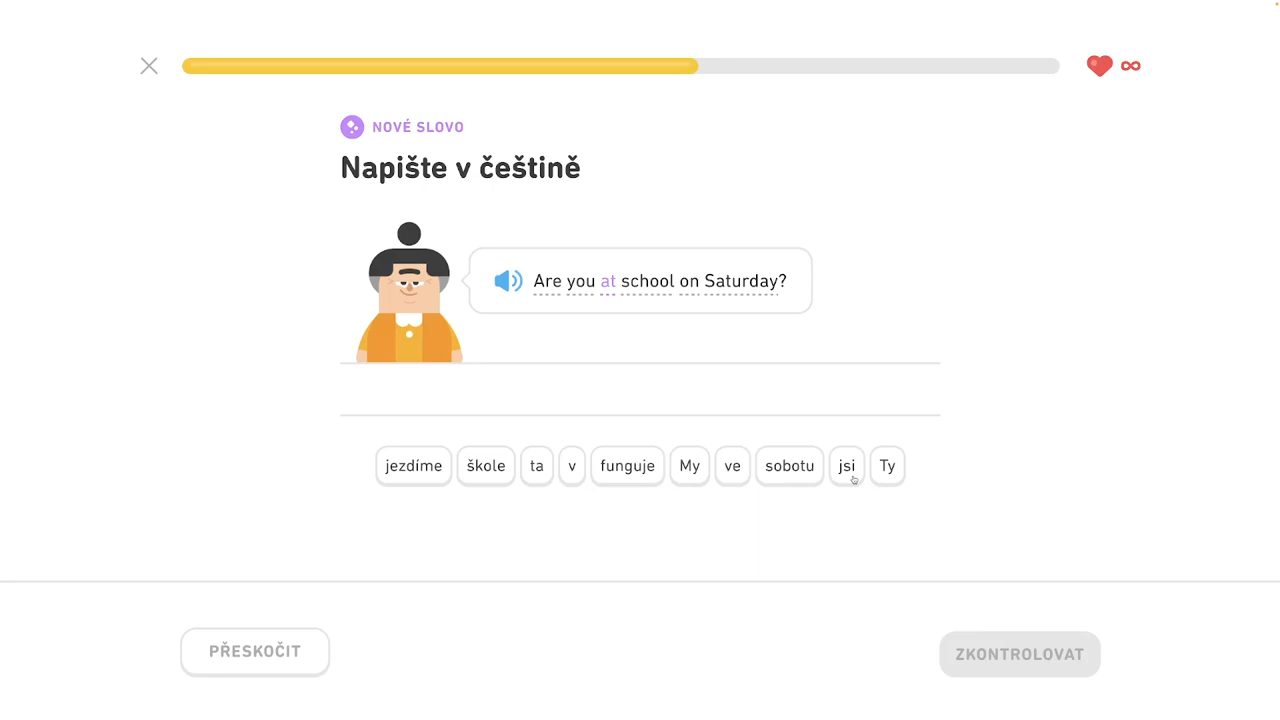 NOVÉ SLOVO
Napište v češtině
Are you at school on Saturday?
jezdíme škole ta v funguje My ve sobotu jsi Ty
PŘESKOČIT
ZKONTROLOVAT